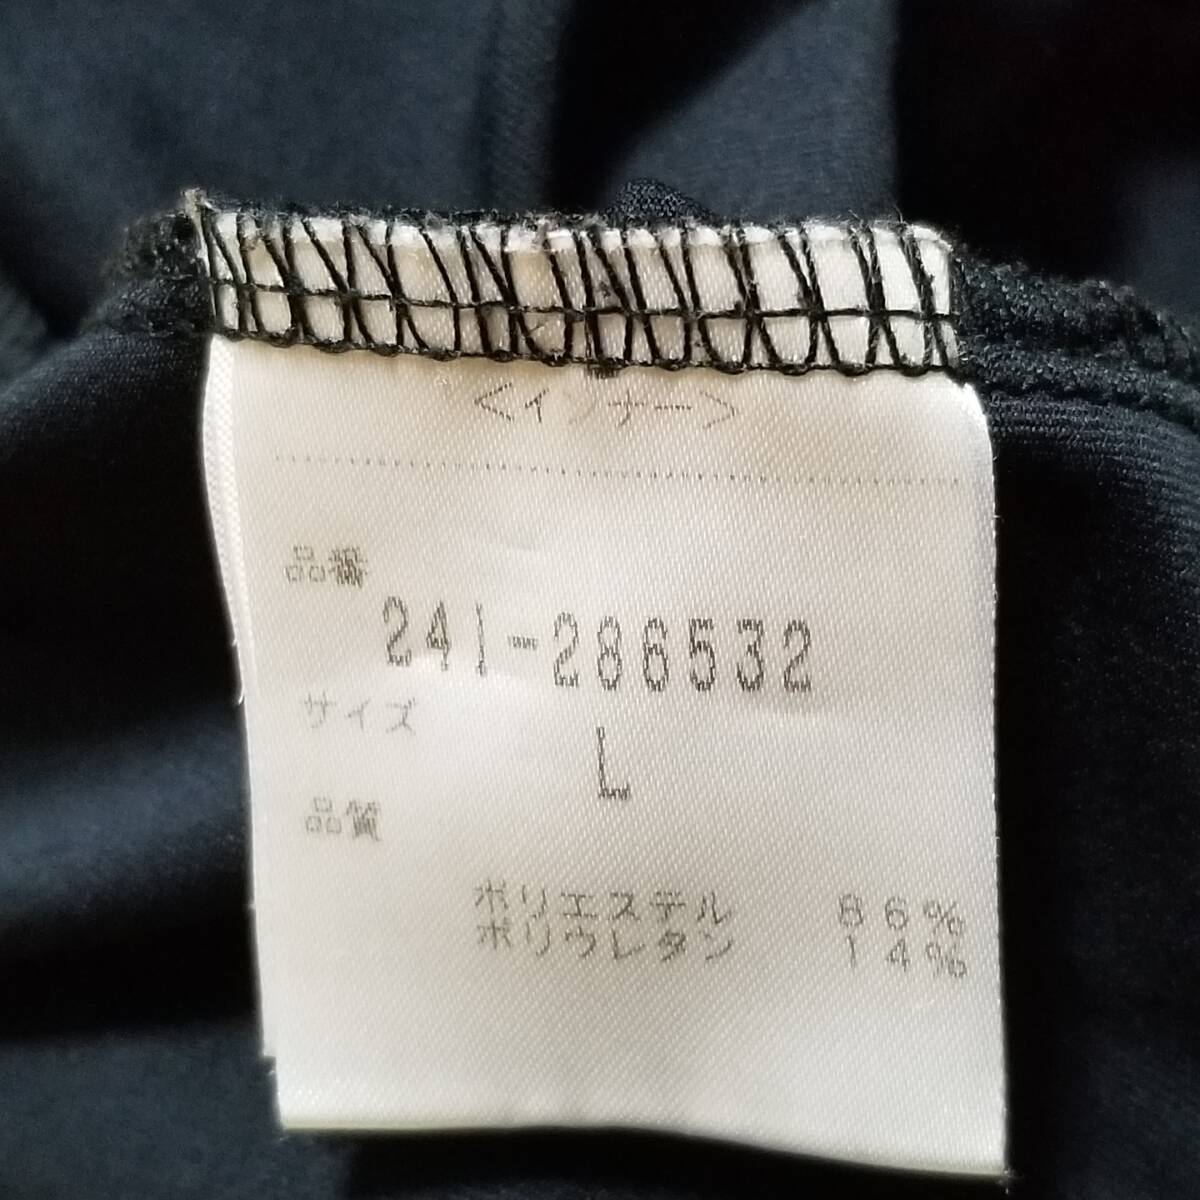 <インナー>
品番
241-286532
サイズ
L
品質
ポリエステル 86%
ポリウレタン 14%